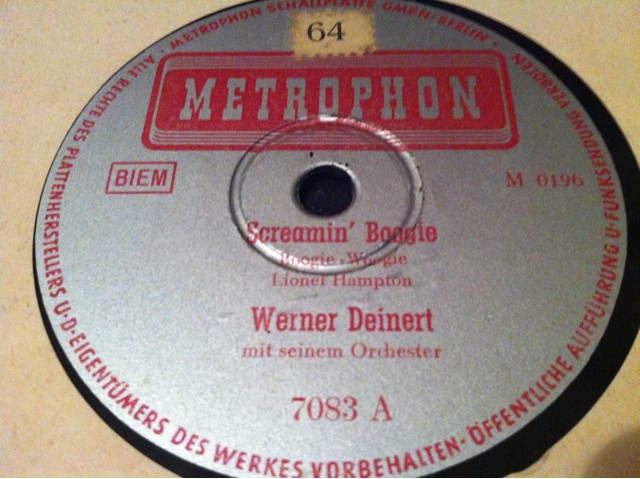 64
METROPHON SCHALLPLATTE GMBH·BERLIN
METROPHON
BIEM
M 0196
Screamin' Boogie
Boogie-Woogie
Lionel Hampton
Werner Deinert
mit seinem Orchester
7083 A
ALLE RECHTE DES PLATTENHERSTELLERS U·D·EIGENTÜMERS DES WERKES VORBEHALTEN·ÖFFENTLICHE AUFFÜHRUNG U·FUNKSENDUNG VERBOTEN